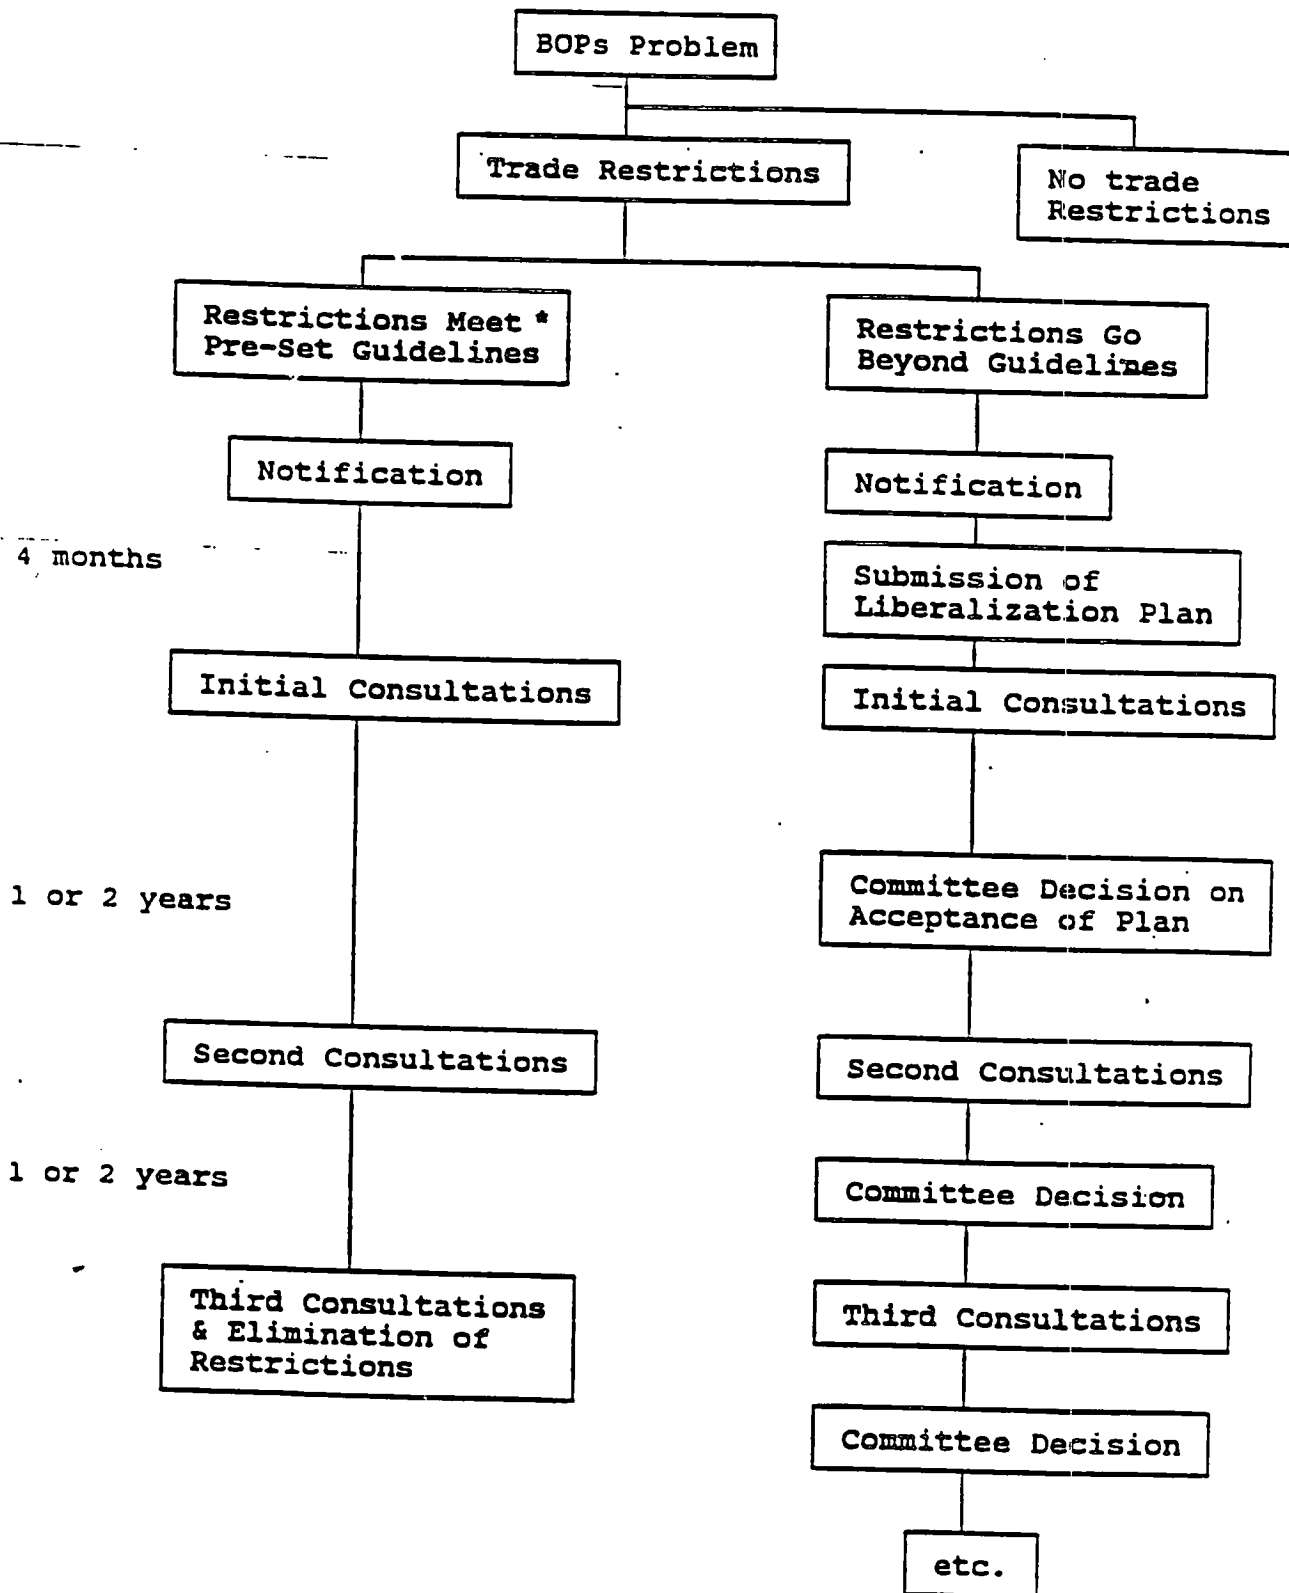 BOPs Problem
Trade Restrictions
No trade
Restrictions
Restrictions Meet *
Pre-Set Guidelines
Restrictions Go
Beyond Guidelines
Notification
Notification
4 months
Submission of
Liberalization Plan
Initial Consultations
Initial Consultations
1 or 2 years
Committee Decision on
Acceptance of Plan
Second Consultations
Second Consultations
1 or 2 years
Committee Decision
Third Consultations
& Elimination of
Restrictions
Third Consultations
Committee Decision
etc.